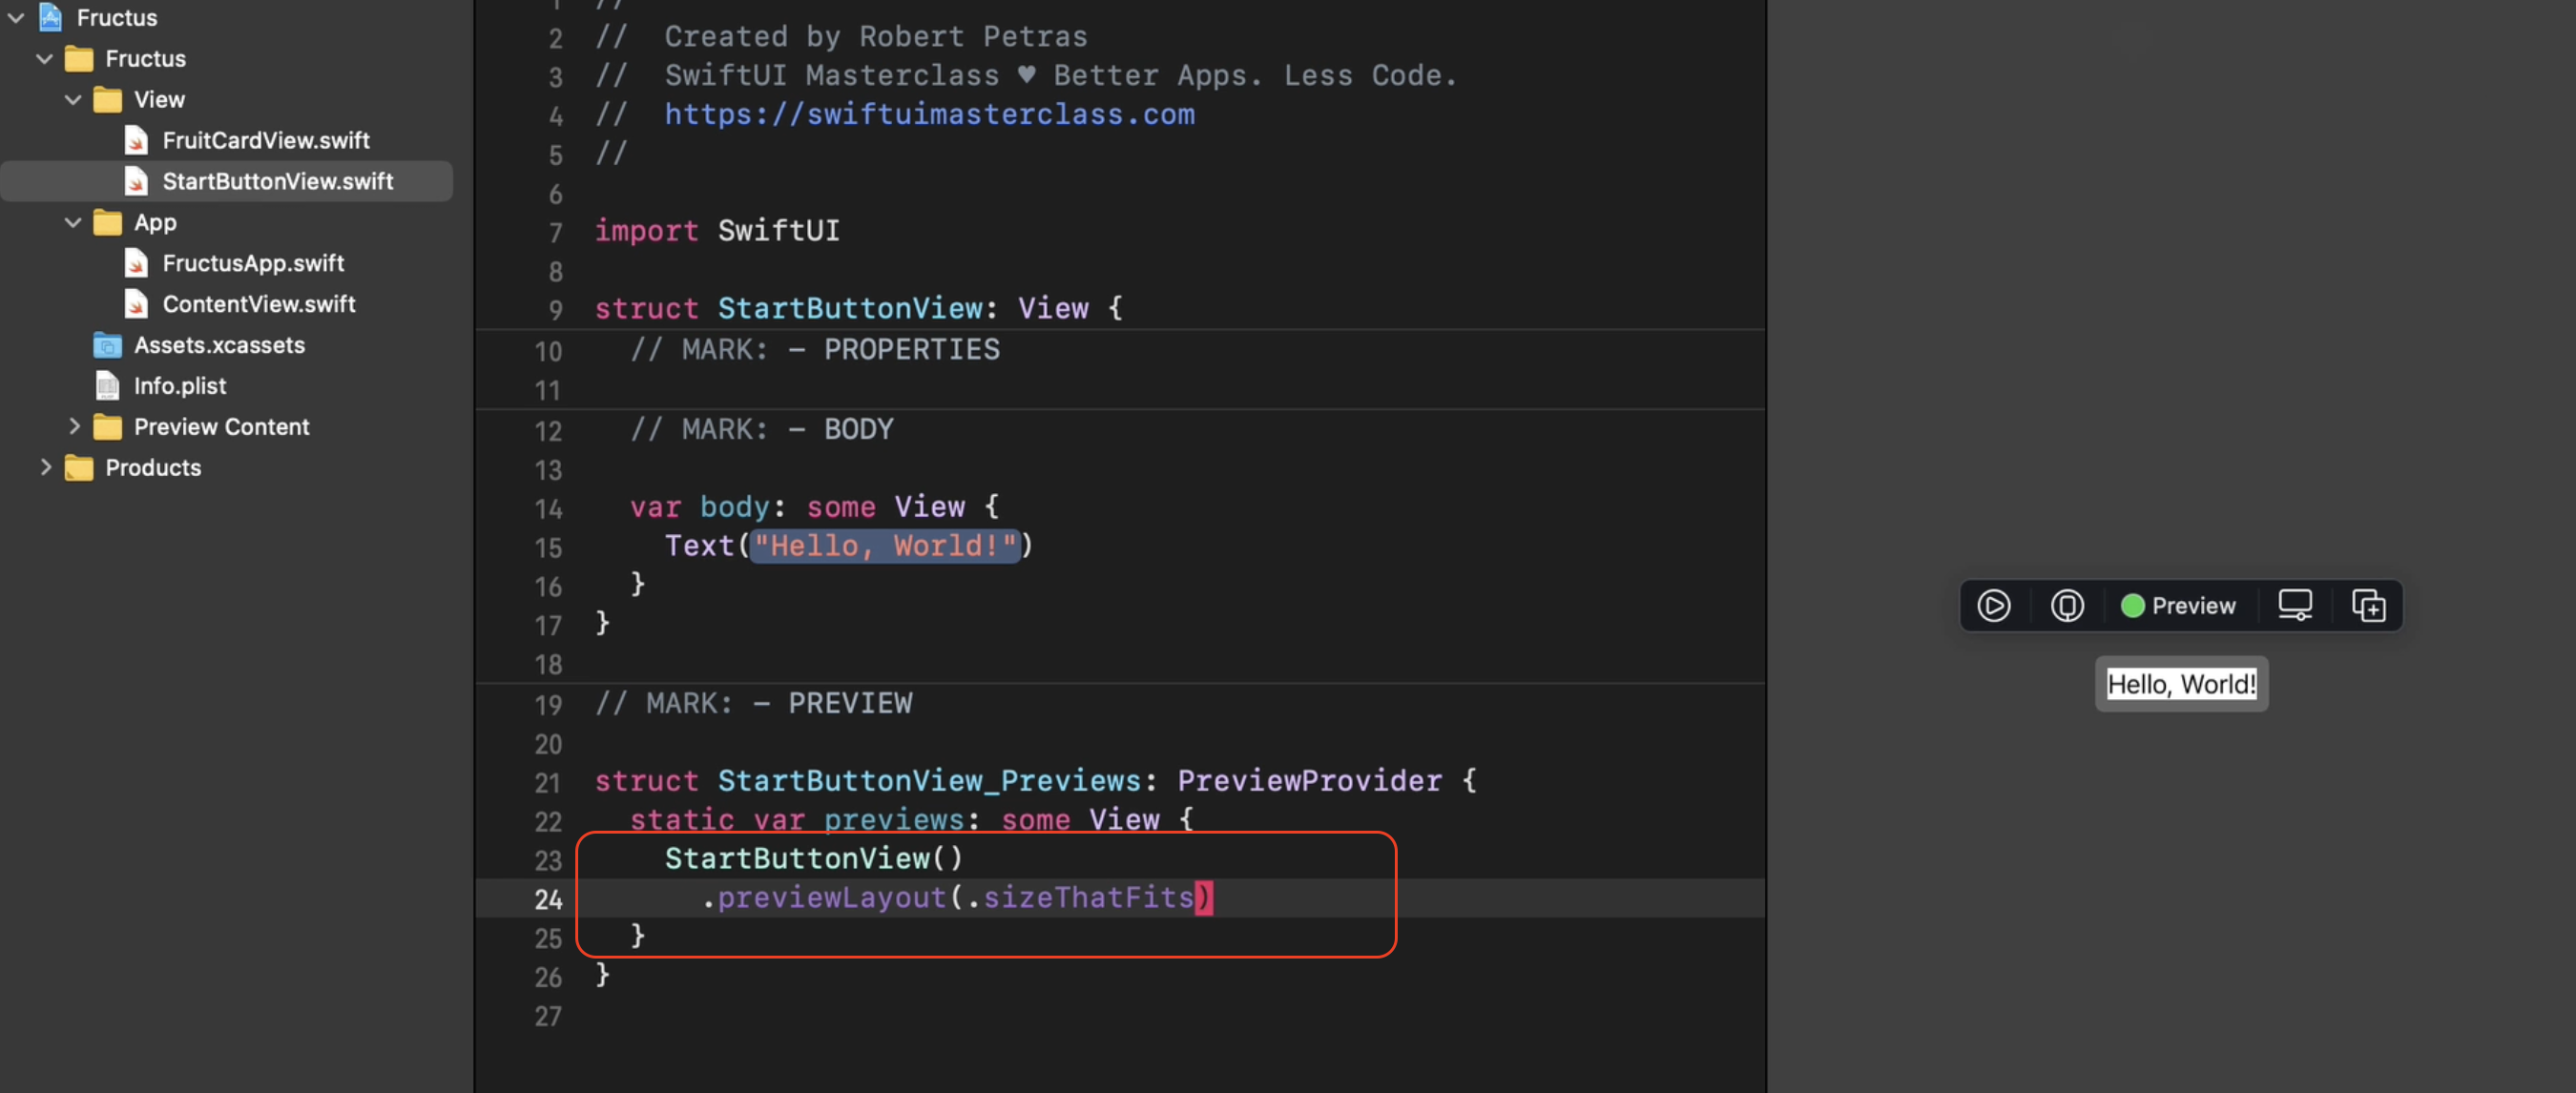 Fructus
Fructus
View
FruitCardView.swift
StartButtonView.swift
App
FructusApp.swift
ContentView.swift
Assets.xcassets
Info.plist
Preview Content
Products
1 //
2 //  Created by Robert Petras
3 //  SwiftUI Masterclass ♥ Better Apps. Less Code.
4 //  https://swiftuimasterclass.com
5 //
6
7 import SwiftUI
8
9 struct StartButtonView: View {
10   // MARK: - PROPERTIES
11
12   // MARK: - BODY
13
14   var body: some View {
15     Text("Hello, World!")
16   }
17 }
18
19 // MARK: - PREVIEW
20
21 struct StartButtonView_Previews: PreviewProvider {
22   static var previews: some View {
23     StartButtonView()
24       .previewLayout(.sizeThatFits)
25   }
26 }
27
Preview
Hello, World!